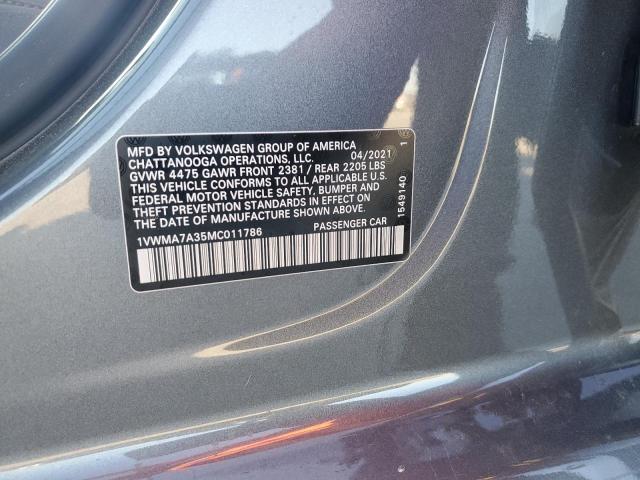 MFD BY VOLKSWAGEN GROUP OF AMERICA
CHATTANOOGA OPERATIONS, LLC. 04/2021
GVWR 4475 GAWR FRONT 2381 / REAR 2205 LBS
THIS VEHICLE CONFORMS TO ALL APPLICABLE U.S.
FEDERAL MOTOR VEHICLE SAFETY, BUMPER AND
THEFT PREVENTION STANDARDS IN EFFECT ON
THE DATE OF MANUFACTURE SHOWN ABOVE.
1VWMA7A35MC011786 PASSENGER CAR
1549140 1